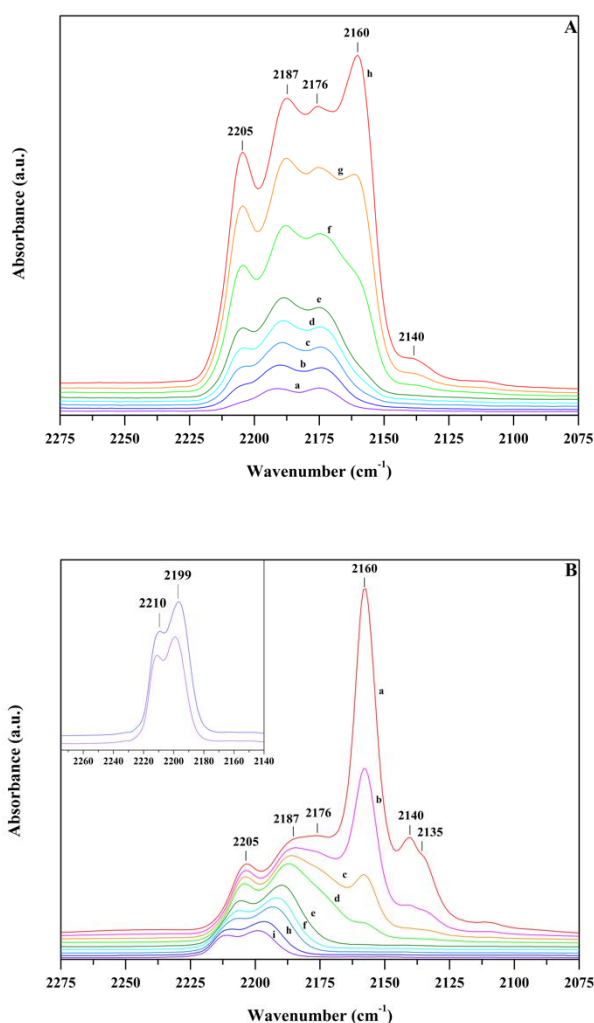 A
2160
2187
2176
2205
2140
h
g
f
e
d
c
b
a
Absorbance (a.u.)
2275 2250 2225 2200 2175 2150 2125 2100 2075
Wavenumber (cm-1)
B
2160
2199
2210
2260 2240 2220 2200 2180 2160 2140
2187 2176
2140
2135
2205
a
b
c
d
e
f
h
i
Absorbance (a.u.)
2275 2250 2225 2200 2175 2150 2125 2100 2075
Wavenumber (cm-1)